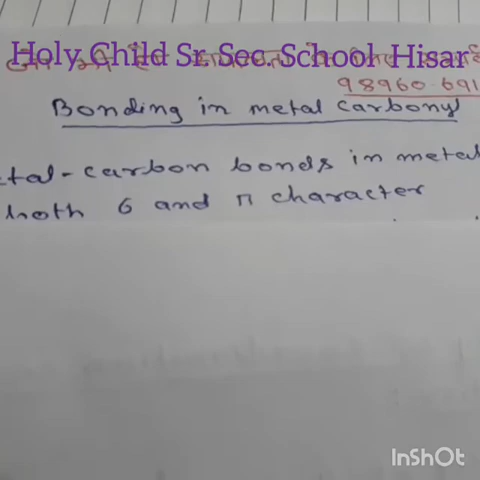 Holy Child Sr. Sec. School Hisar
98960-691
Bonding in metal carbonyl
tal-carbon bonds in metal
both σ and π character
InShOt